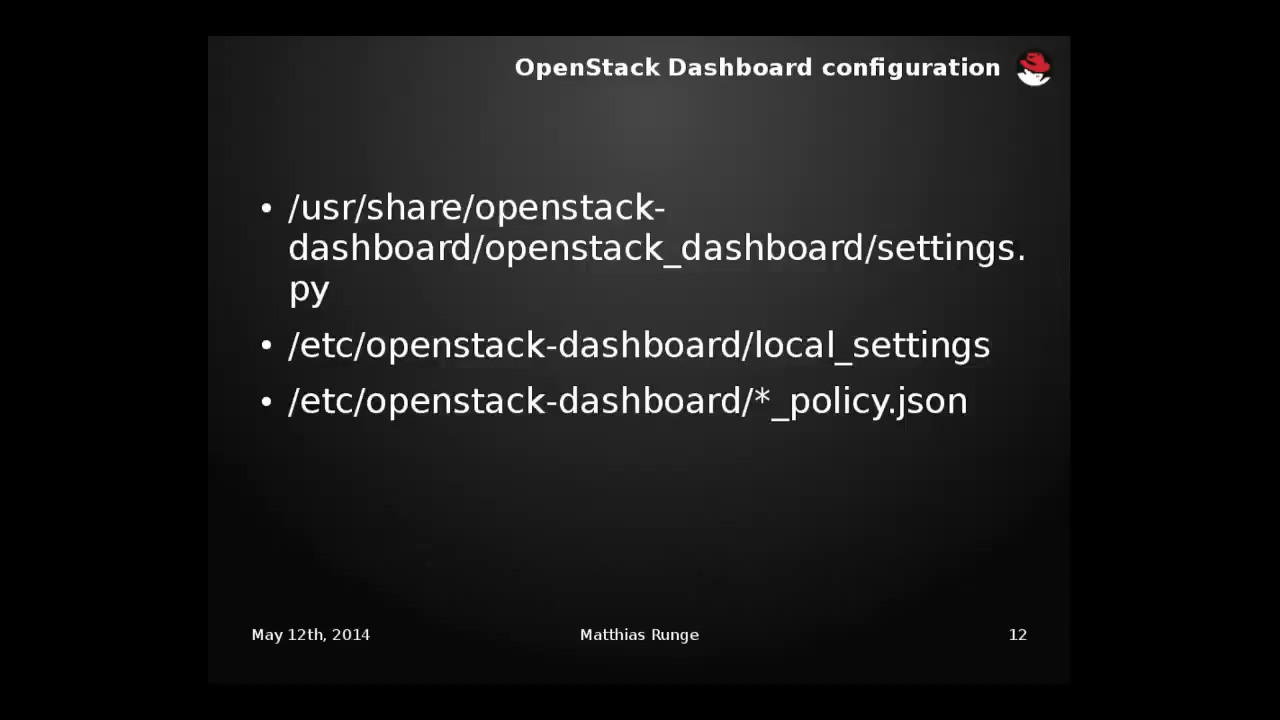 OpenStack Dashboard configuration
• /usr/share/openstack-
dashboard/openstack_dashboard/settings.
py
• /etc/openstack-dashboard/local_settings
• /etc/openstack-dashboard/*_policy.json
May 12th, 2014 Matthias Runge 12